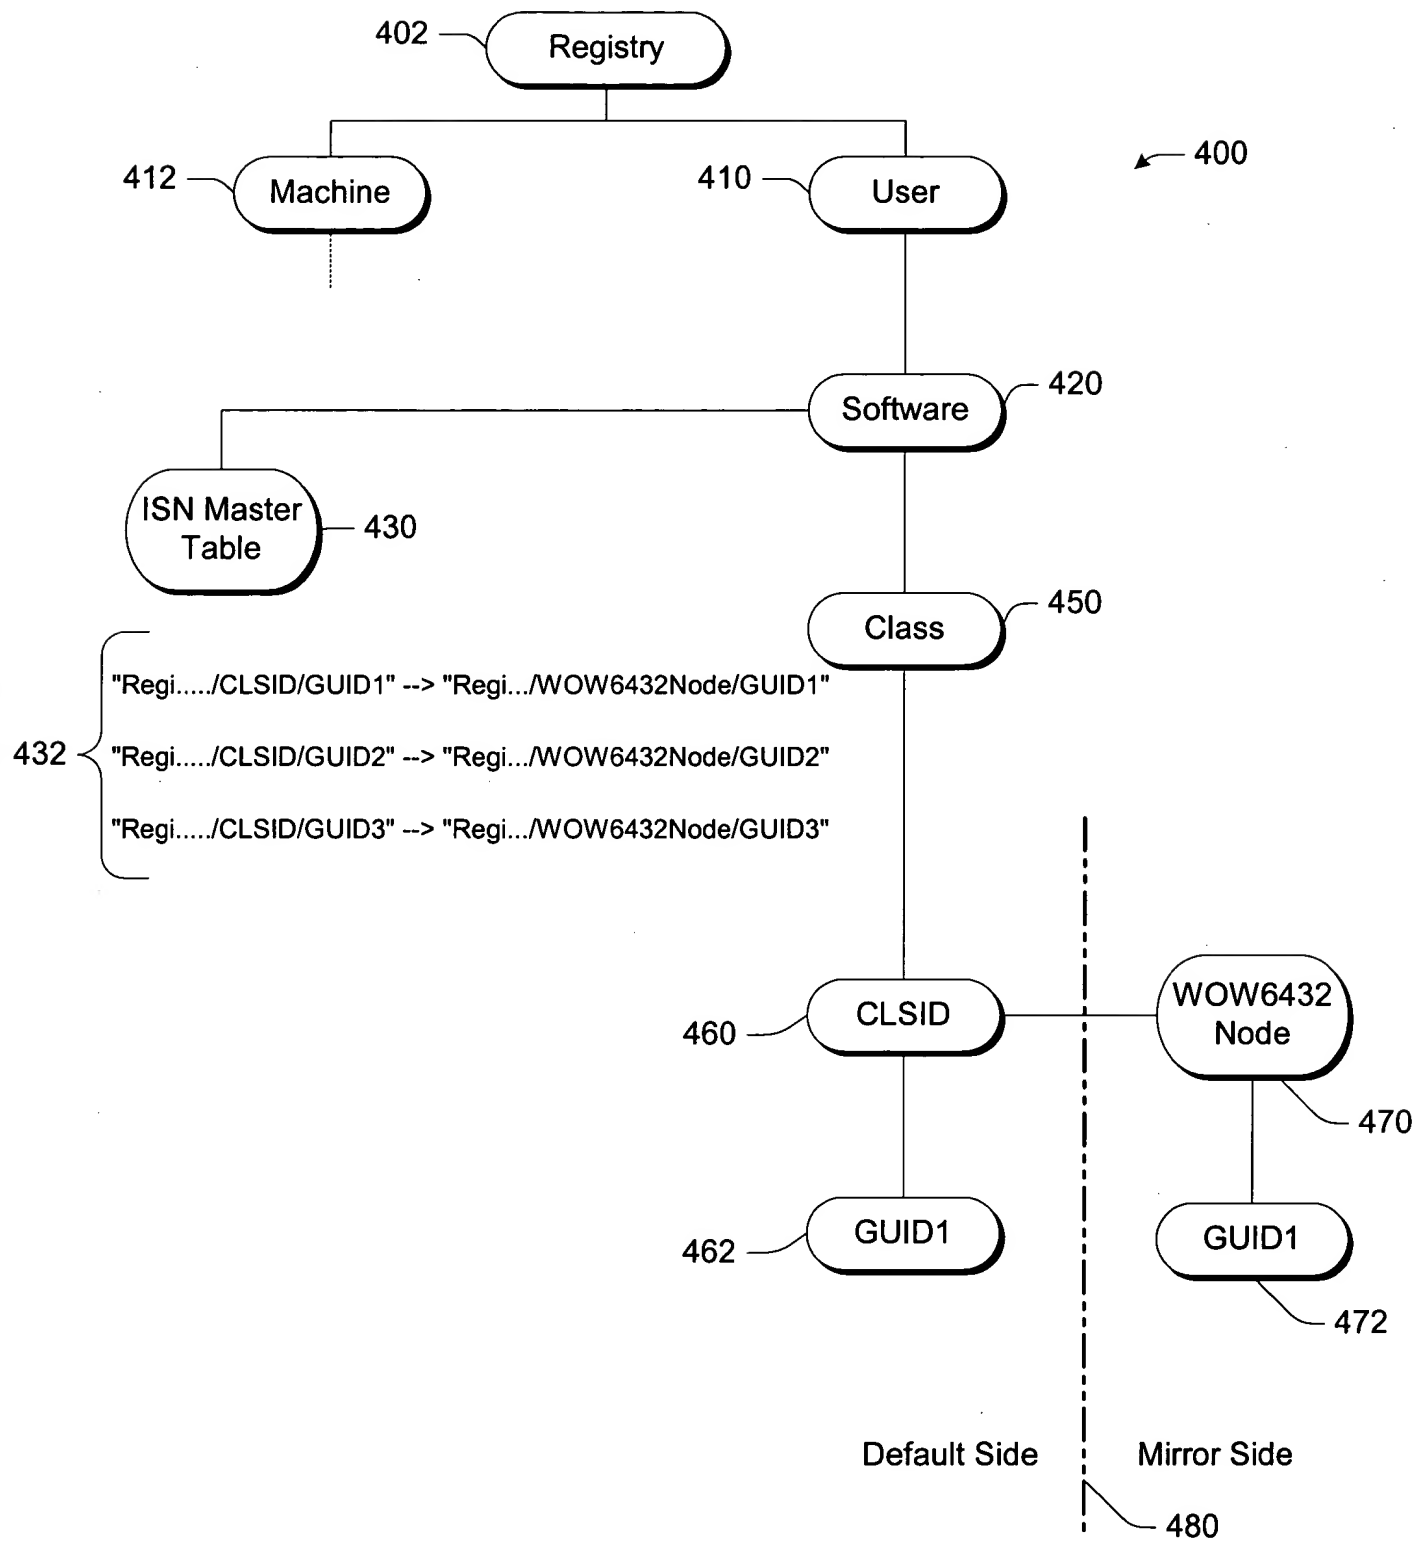 402
Registry
400
412
Machine
410
User
420
Software
ISN Master
Table
430
450
Class
432
"Regi...../CLSID/GUID1" --> "Regi.../WOW6432Node/GUID1"
"Regi...../CLSID/GUID2" --> "Regi.../WOW6432Node/GUID2"
"Regi...../CLSID/GUID3" --> "Regi.../WOW6432Node/GUID3"
460
CLSID
WOW6432
Node
470
462
GUID1
GUID1
472
Default Side
Mirror Side
480